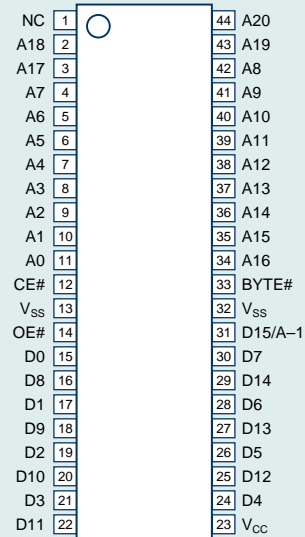 NC 1 44 A20
A18 2 43 A19
A17 3 42 A8
A7 4 41 A9
A6 5 40 A10
A5 6 39 A11
A4 7 38 A12
A3 8 37 A13
A2 9 36 A14
A1 10 35 A15
A0 11 34 A16
CE# 12 33 BYTE#
VSS 13 32 VSS
OE# 14 31 D15/A–1
D0 15 30 D7
D8 16 29 D14
D1 17 28 D6
D9 18 27 D13
D2 19 26 D5
D10 20 25 D12
D3 21 24 D4
D11 22 23 VCC